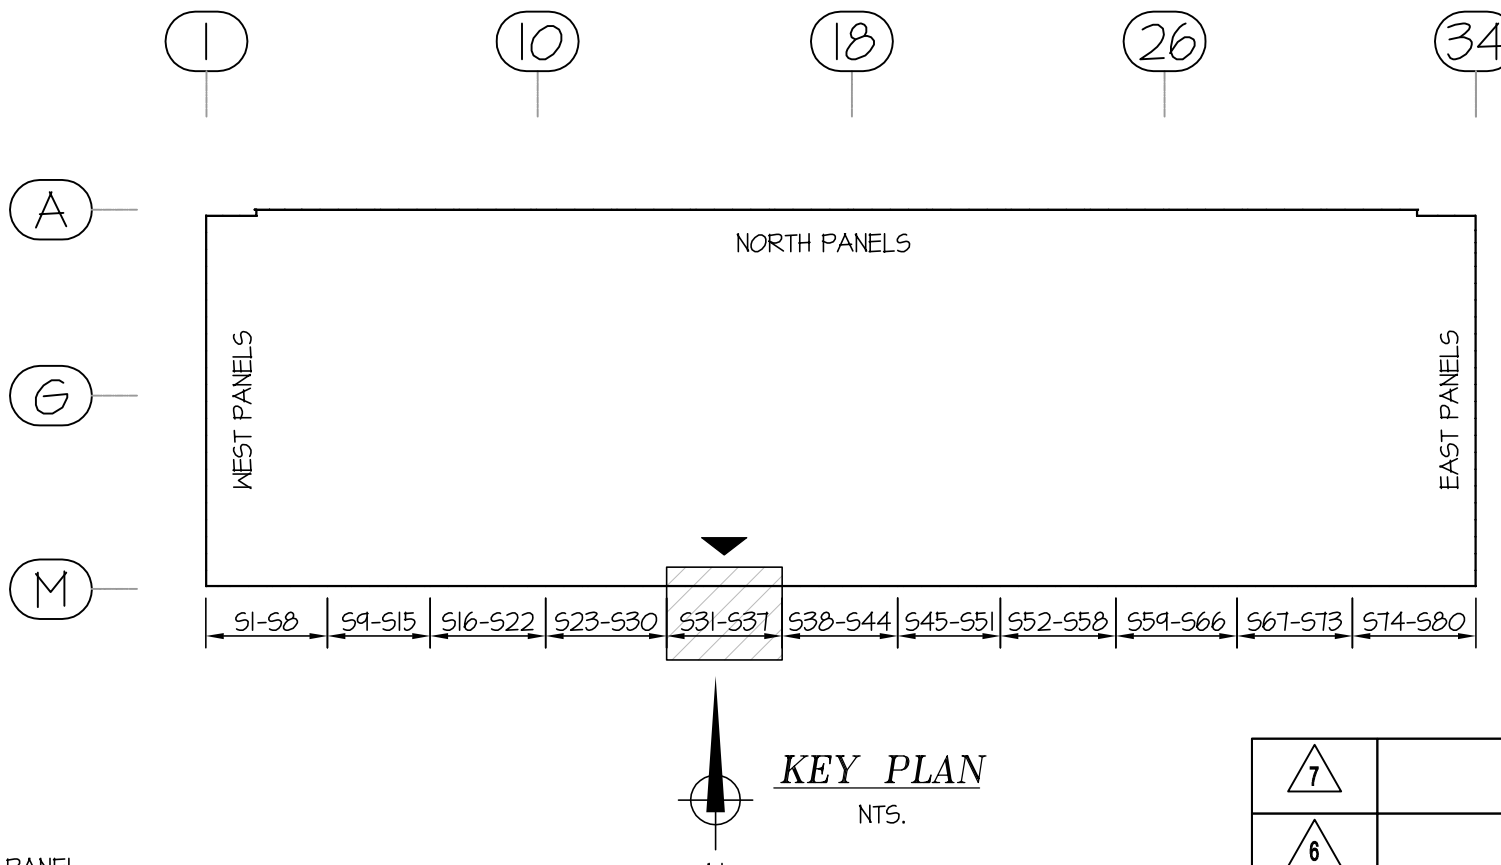 1 10 18 26 34
A
NORTH PANELS
WEST PANELS
EAST PANELS
G
M
S1-S8 S9-S15 S16-S22 S23-S30 S31-S37 S38-S44 S45-S51 S52-S58 S59-S66 S67-S73 S74-S80
KEY PLAN
NTS.
7
6
PANEL